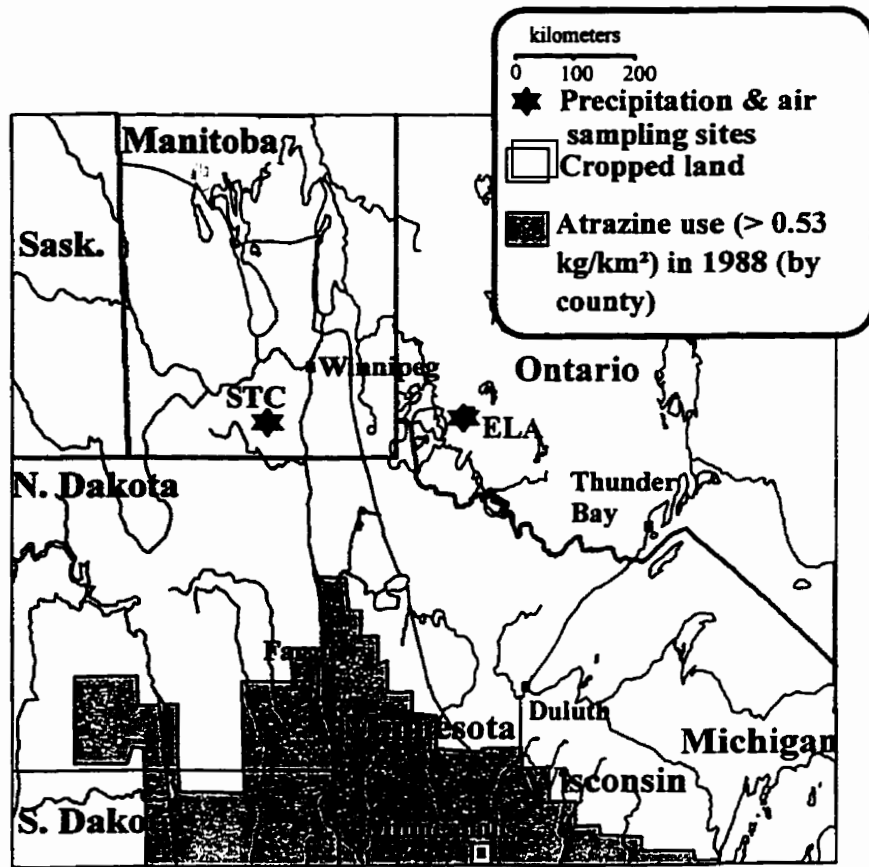 kilometers
0 100 200
Precipitation & air
sampling sites
Cropped land
Atrazine use (> 0.53
kg/km²) in 1988 (by
county)
Manitoba
Sask.
Winnipeg
Ontario
STC
ELA
N. Dakota
Thunder
Bay
Duluth
Michigan
S. Dako